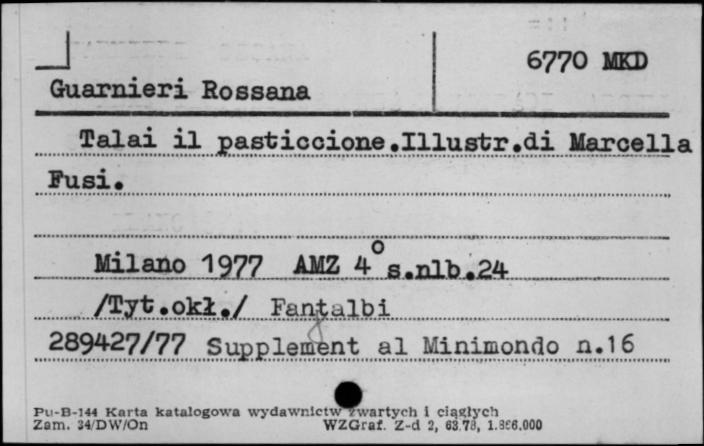 6770 MKD
Guarnieri Rossana
Talai il pasticcione.Illustr.di Marcella
Fusi.
Milano 1977 AMZ 4° s.nlb.24
/Tyt.okł./ Fantalbi
289427/77 Supplement al Minimondo n.16
Pu-B-144 Karta katalogowa wydawnictw zwartych i ciągłych
Zam. 34/DW/On WZGraf. Z-d 2, 63.78, 1.866.000